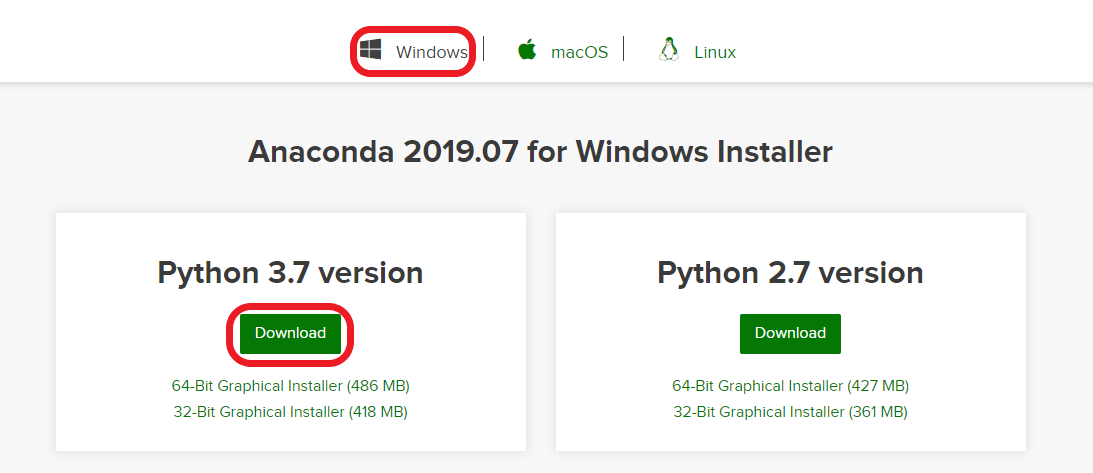 Windows macOS Linux
Anaconda 2019.07 for Windows Installer
Python 3.7 version
Download
64-Bit Graphical Installer (486 MB)
32-Bit Graphical Installer (418 MB)
Python 2.7 version
Download
64-Bit Graphical Installer (427 MB)
32-Bit Graphical Installer (361 MB)